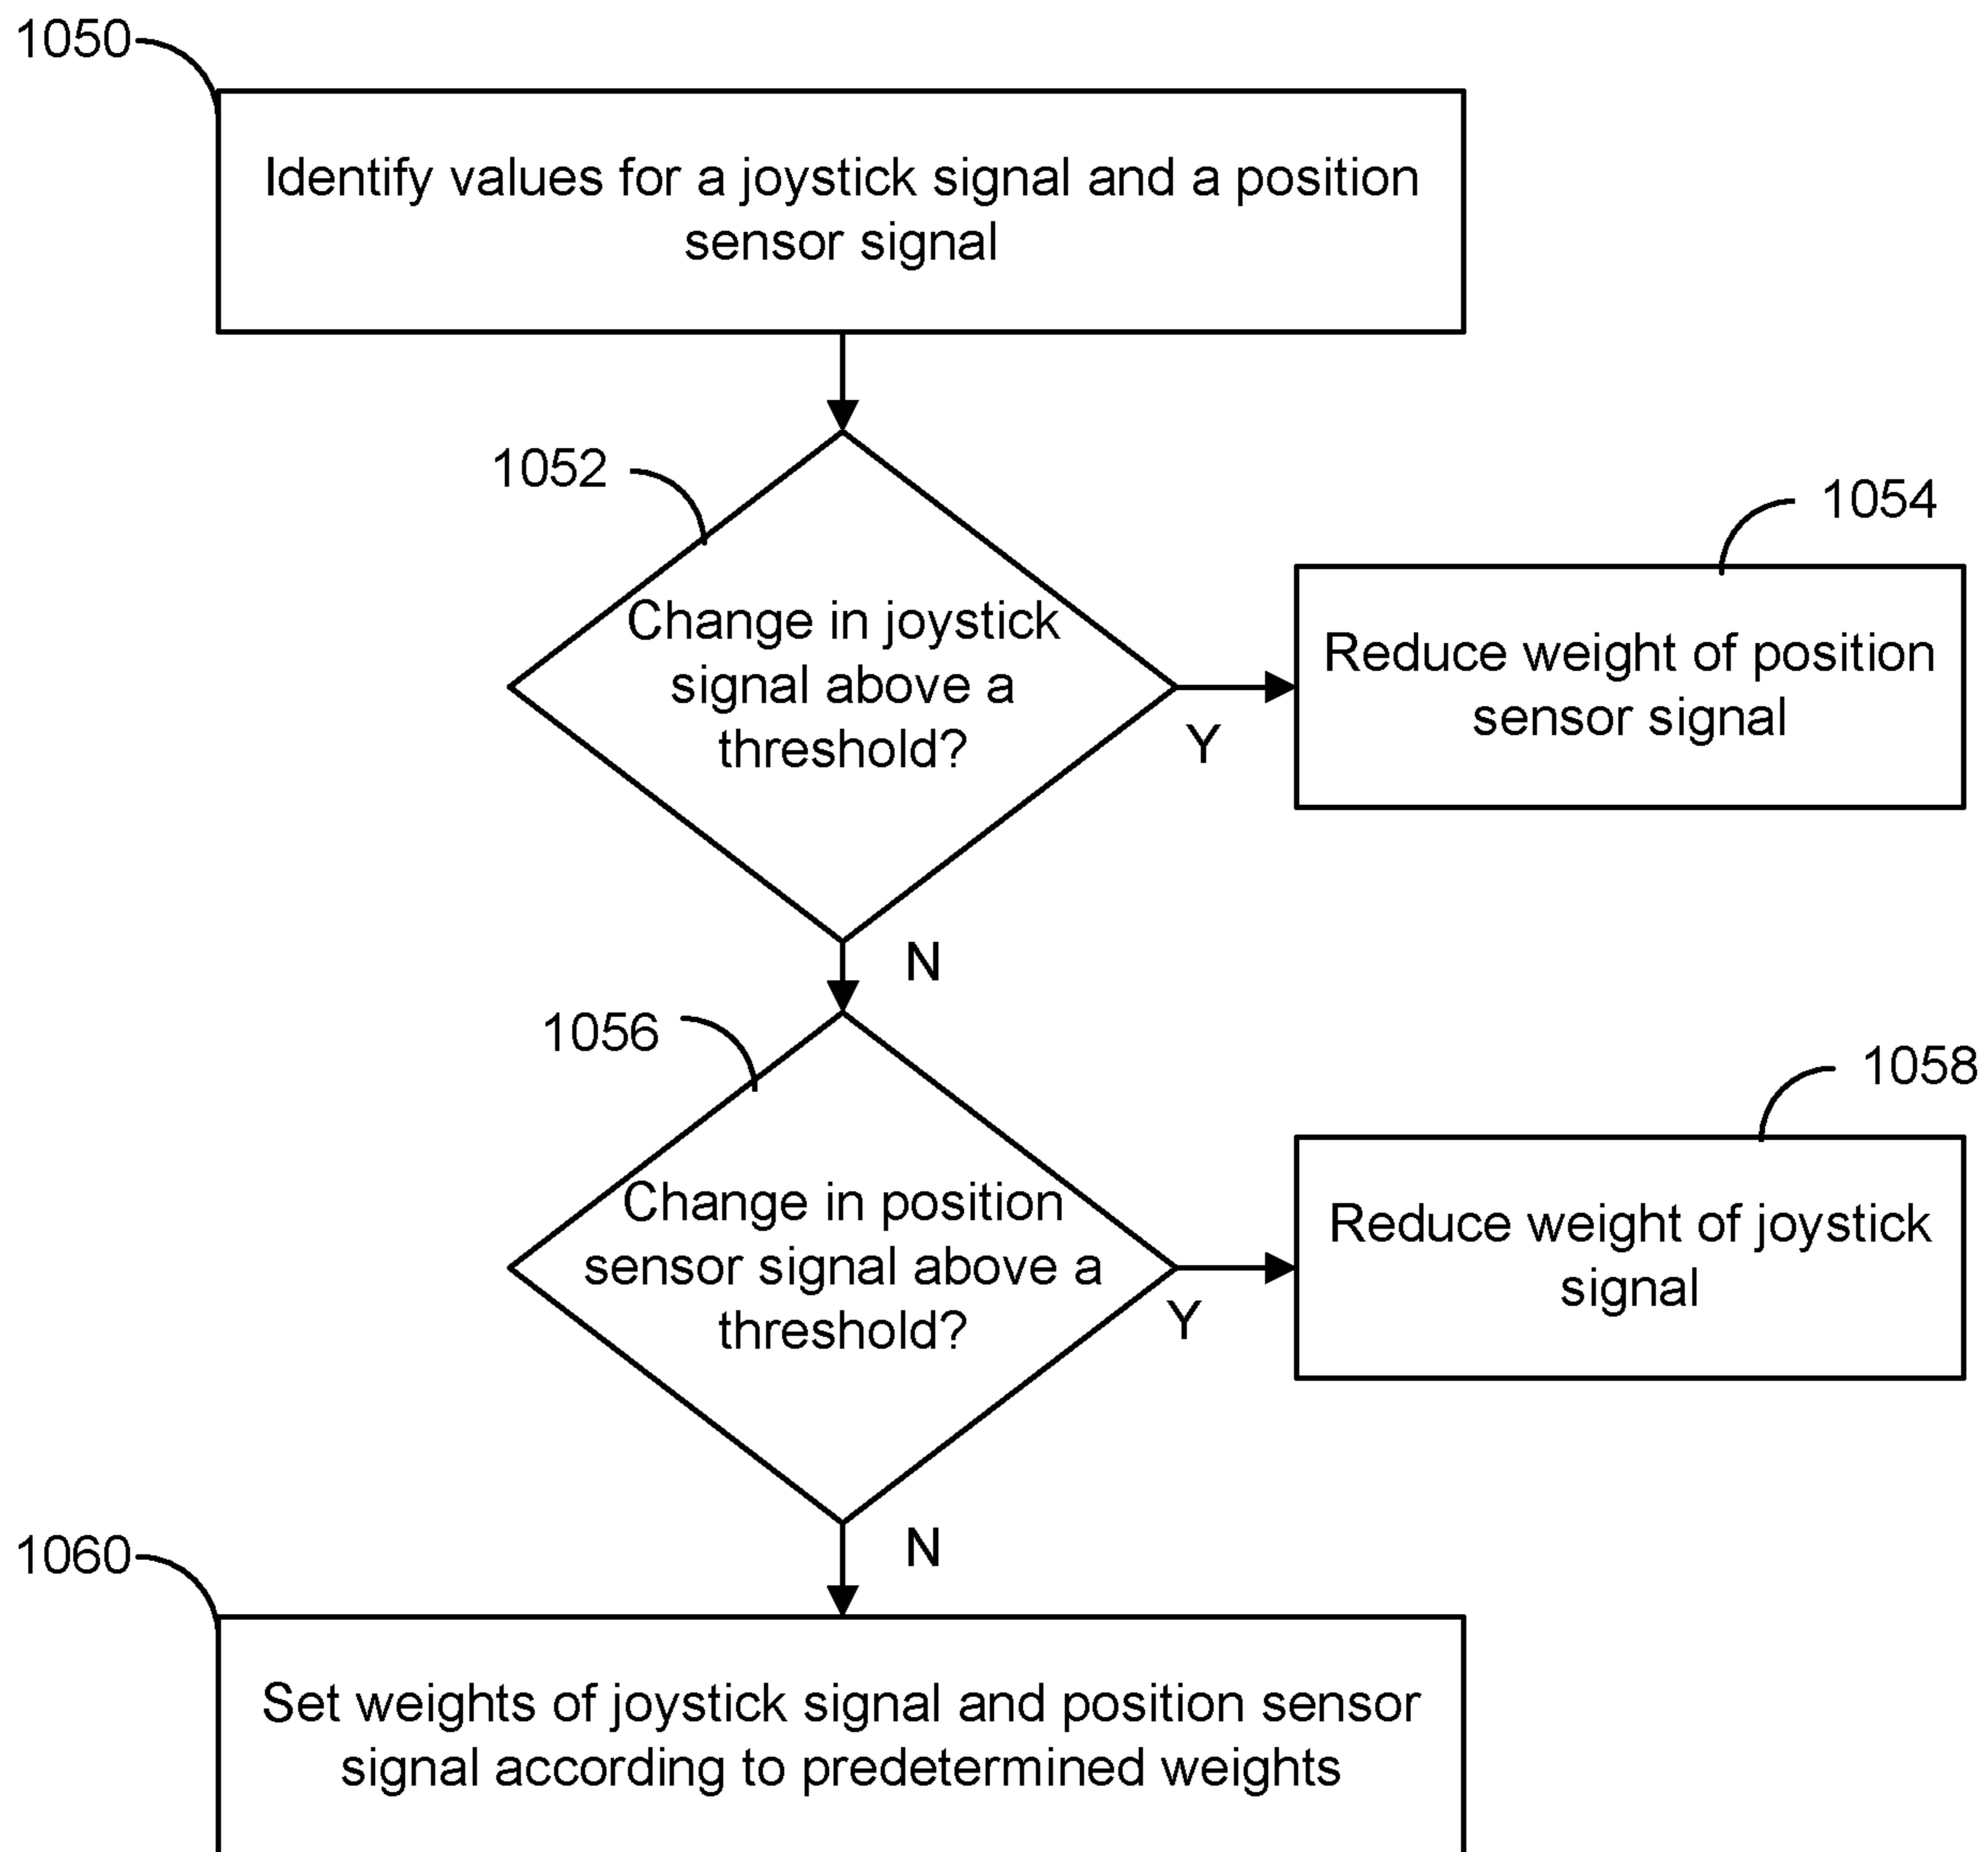 1050
Identify values for a joystick signal and a position
sensor signal
1052
Change in joystick
signal above a
threshold?
Y
1054
Reduce weight of position
sensor signal
N
1056
Change in position
sensor signal above a
threshold?
Y
1058
Reduce weight of joystick
signal
N
1060
Set weights of joystick signal and position sensor
signal according to predetermined weights